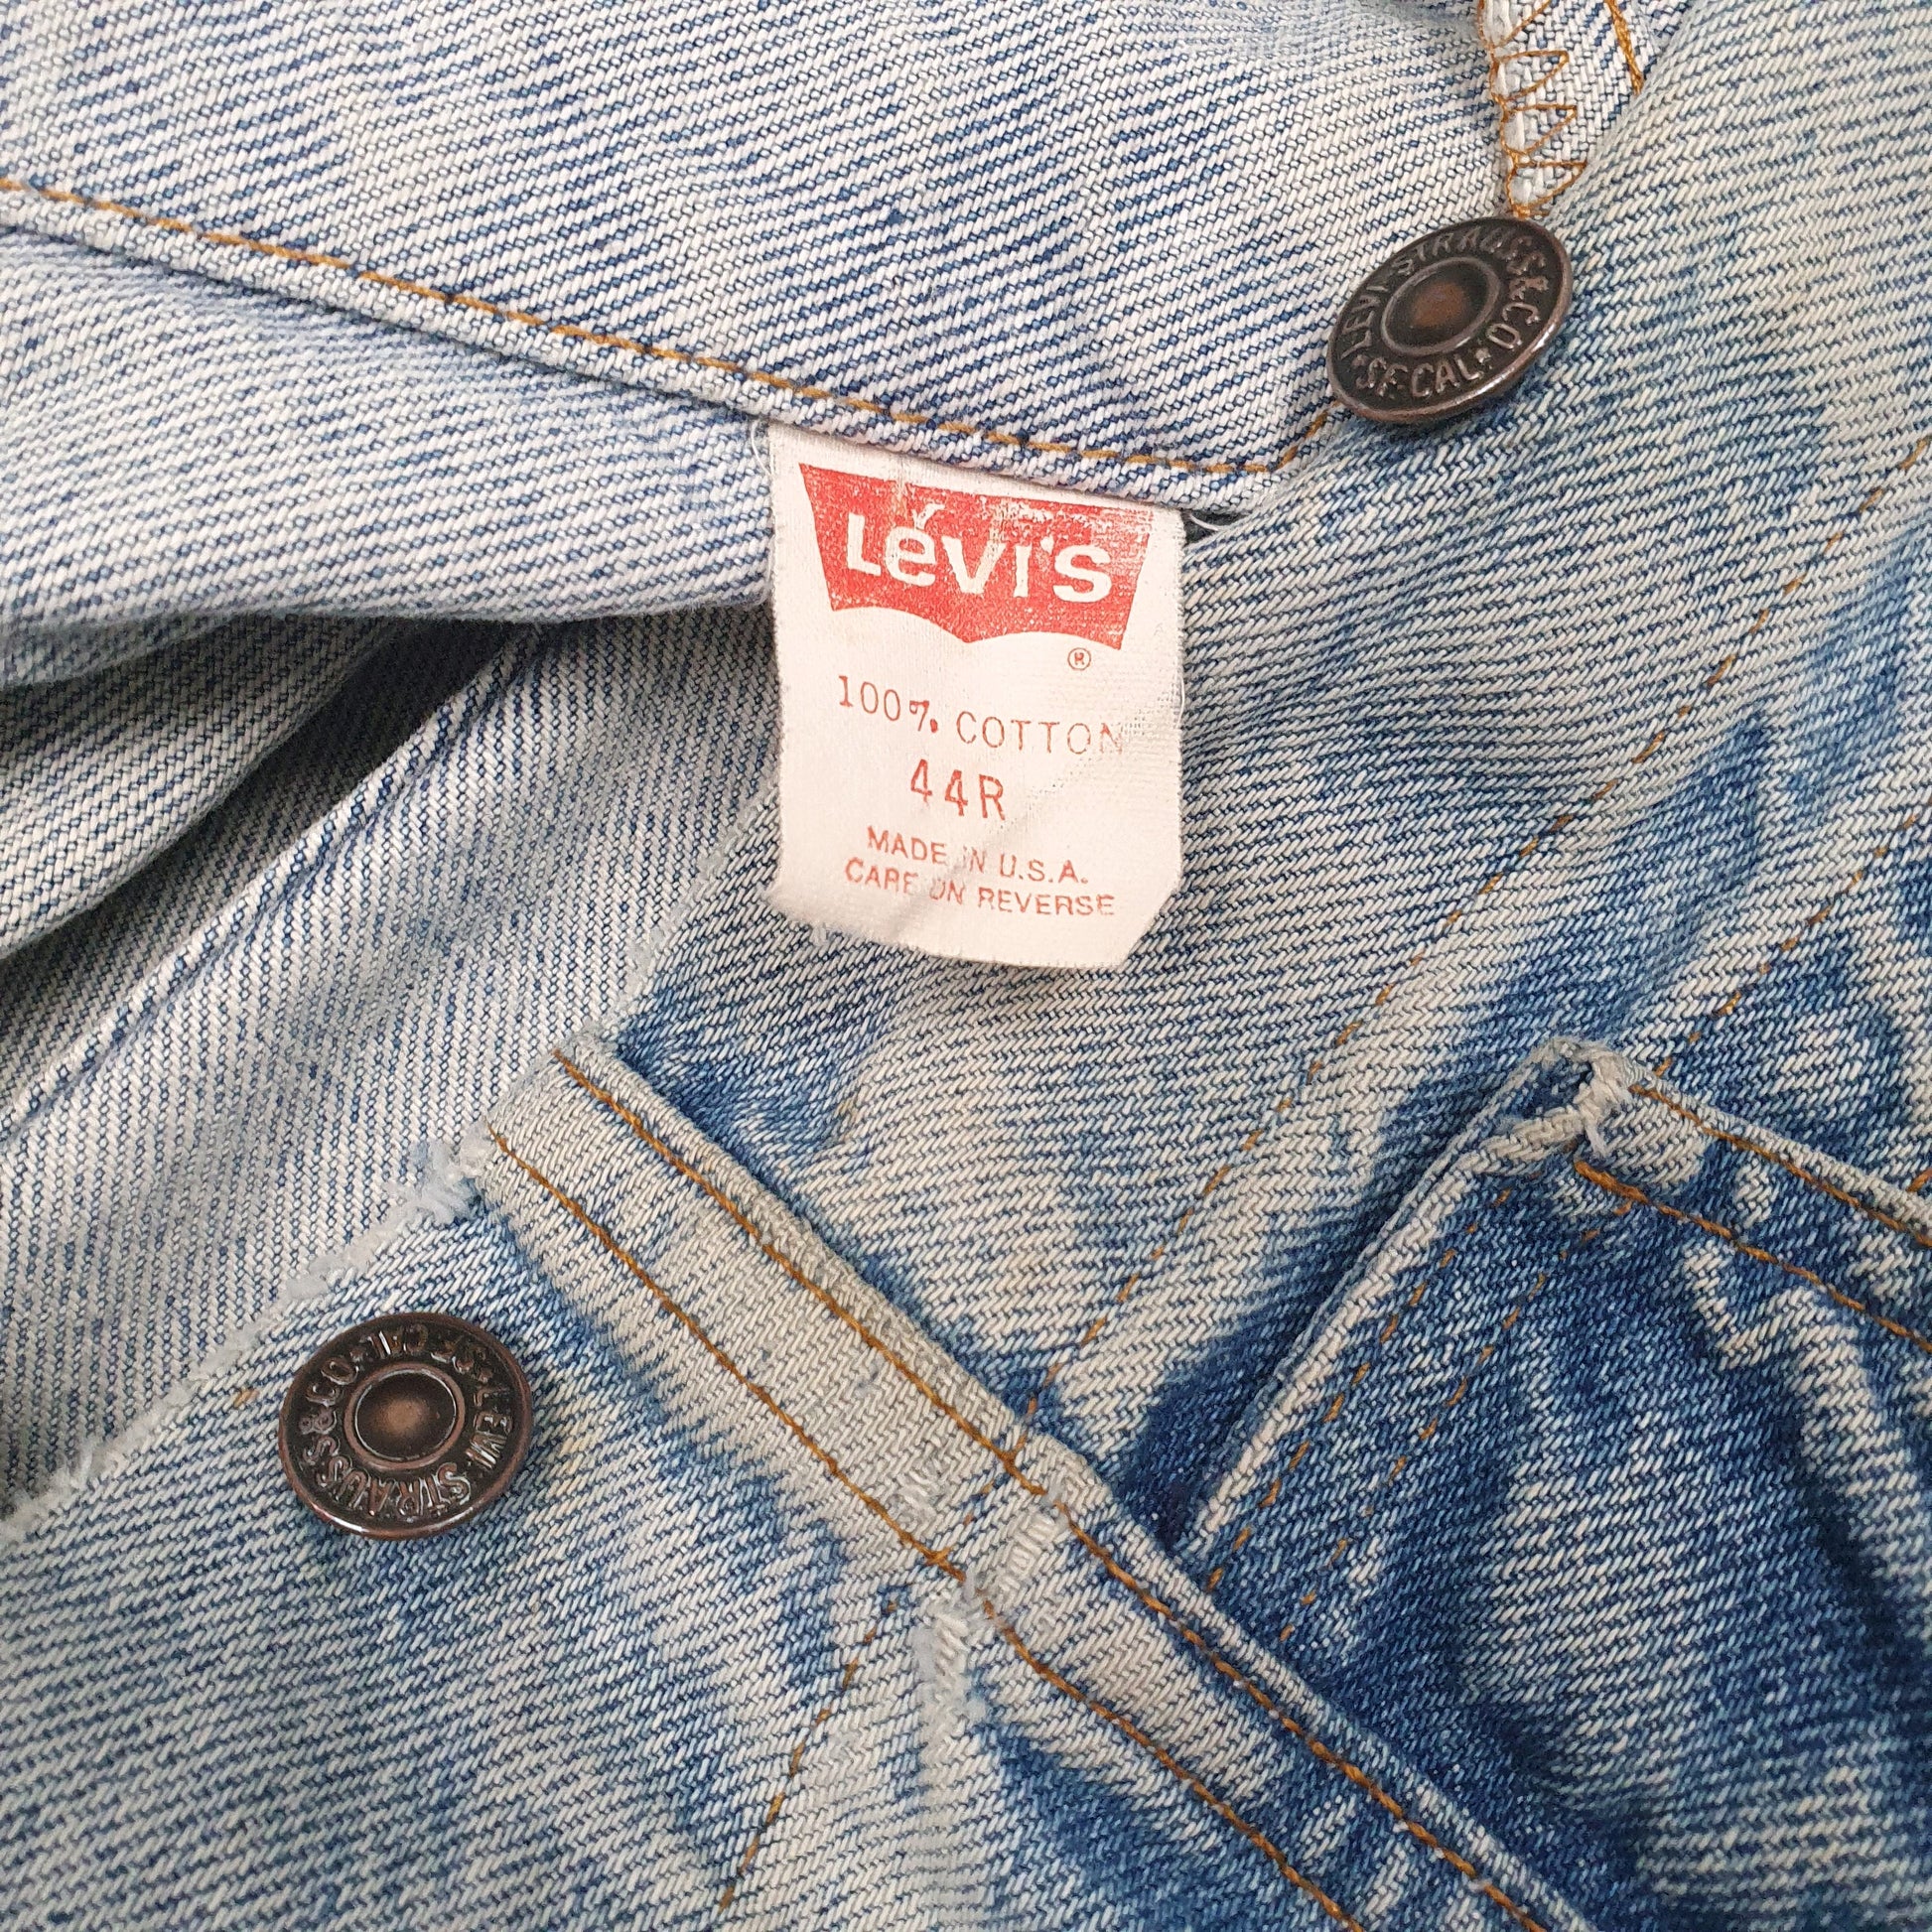 LEVI STRAUSS & CO
S.F. CAL.
Levi's
®
100% COTTON
44R
MADE IN U.S.A.
CARE ON REVERSE
LEVI STRAUSS & CO
S.F. CAL.